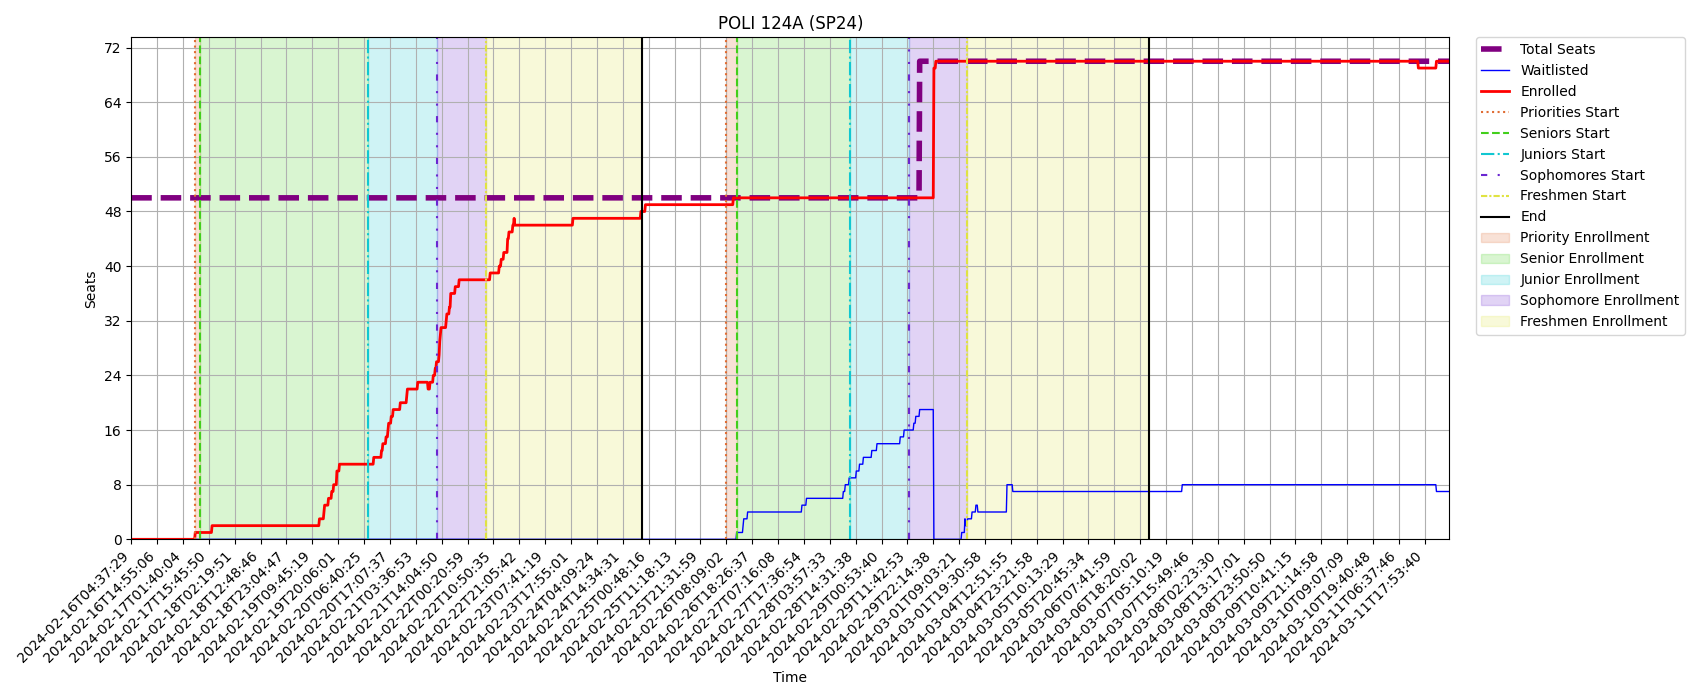 POLI 124A (SP24)
Seats
72
64
56
48
40
32
24
16
8
0
2024-02-16T04:37:29
2024-02-16T14:55:06
2024-02-17T01:40:04
2024-02-17T15:45:50
2024-02-18T02:19:51
2024-02-18T12:48:46
2024-02-18T23:04:47
2024-02-19T09:45:19
2024-02-19T20:06:01
2024-02-20T06:40:25
2024-02-20T17:07:37
2024-02-21T03:36:53
2024-02-21T14:04:50
2024-02-22T00:20:59
2024-02-22T10:50:35
2024-02-22T21:05:42
2024-02-23T07:41:19
2024-02-23T17:55:01
2024-02-24T04:09:24
2024-02-24T14:34:31
2024-02-25T00:48:16
2024-02-25T11:18:13
2024-02-25T21:31:59
2024-02-26T08:09:02
2024-02-26T18:26:37
2024-02-27T07:16:08
2024-02-27T17:36:54
2024-02-28T03:57:33
2024-02-28T14:31:38
2024-02-29T00:53:40
2024-02-29T11:42:53
2024-02-29T22:14:38
2024-03-01T09:03:21
2024-03-01T19:30:58
2024-03-04T12:51:55
2024-03-04T23:21:58
2024-03-05T10:13:29
2024-03-05T20:45:34
2024-03-06T07:41:59
2024-03-06T18:20:02
2024-03-07T05:10:19
2024-03-07T15:49:46
2024-03-08T02:23:30
2024-03-08T13:17:01
2024-03-08T23:50:50
2024-03-09T10:41:15
2024-03-09T21:14:58
2024-03-10T09:07:09
2024-03-10T19:40:48
2024-03-11T06:37:46
2024-03-11T17:53:40
Time
Total Seats
Waitlisted
Enrolled
Priorities Start
Seniors Start
Juniors Start
Sophomores Start
Freshmen Start
End
Priority Enrollment
Senior Enrollment
Junior Enrollment
Sophomore Enrollment
Freshmen Enrollment